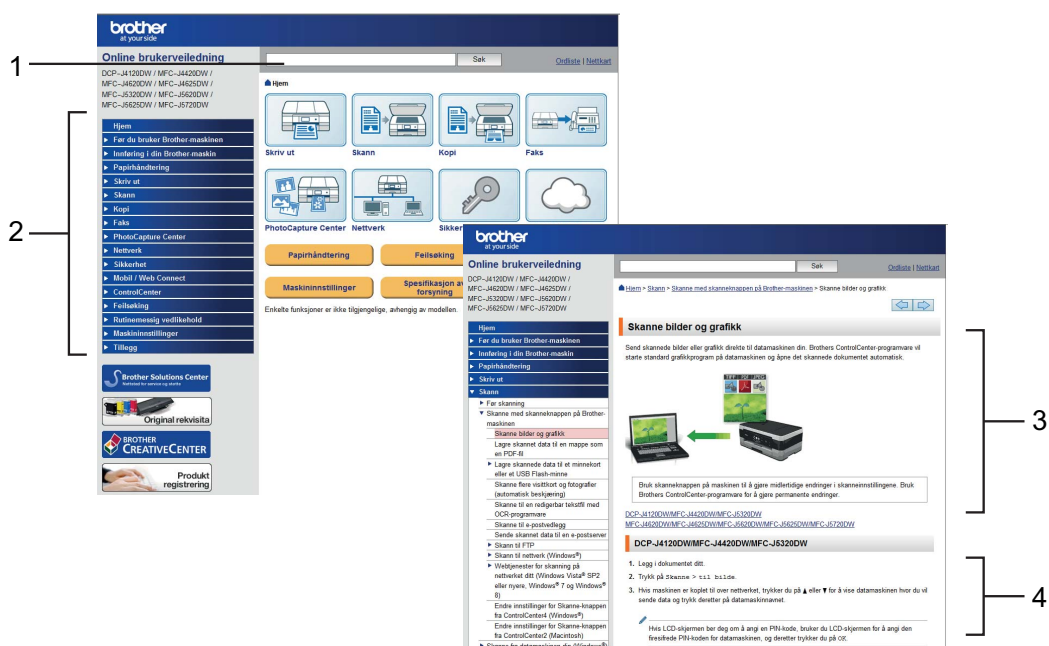 brother
at your side
Online brukerveiledning
DCP-J4120DW / MFC-J4420DW /
MFC-J4620DW / MFC-J4625DW /
MFC-J5320DW / MFC-J5620DW /
MFC-J5625DW / MFC-J5720DW
Søk
Ordliste | Nettkart
1
2
Hjem
Før du bruker Brother-maskinen
Innføring i din Brother-maskin
Papirhåndtering
Skriv ut
Skann
Kopi
Faks
PhotoCapture Center
Nettverk
Sikkerhet
Mobil / Web Connect
ControlCenter
Feilsøking
Rutinemessig vedlikehold
Maskininnstillinger
Tillegg
Brother Solutions Center
Nettsted for service og støtte
Original rekvisita
BROTHER
CREATIVECENTER
Produkt
registrering
Hjem
Skriv ut
Skann
Kopi
Faks
PhotoCapture Center
Nettverk
Sikker
Papirhåndtering
Feilsøking
Maskininnstillinger
Spesifikasjon av
forsyning
Enkelte funksjoner er ikke tilgjengelige, avhengig av modellen.
brother
at your side
Online brukerveiledning
DCP-J4120DW / MFC-J4420DW /
MFC-J4620DW / MFC-J4625DW /
MFC-J5320DW / MFC-J5620DW /
MFC-J5625DW / MFC-J5720DW
Søk
Ordliste | Nettkart
Hjem
Før du bruker Brother-maskinen
Innføring i din Brother-maskin
Papirhåndtering
Skriv ut
Skann
Før skanning
Skanne med skanneknappen på Brother-
maskinen
Skanne bilder og grafikk
Lagre skannet data til en mappe som
en PDF-fil
Lagre skannede data til et minnekort
eller et USB Flash-minne
Skanne flere visittkort og fotografier
(automatisk beskjæring)
Skanne til en redigerbar tekstfil med
OCR-programvare
Skanne til e-postvedlegg
Sende skannet data til en e-postserver
Skann til FTP
Skann til nettverk (Windows®)
Webtjenester for skanning på
nettverket ditt (Windows Vista® SP2
eller nyere, Windows® 7 og Windows®
8)
Endre innstillinger for Skanne-knappen
fra ControlCenter4 (Windows®)
Endre innstillinger for Skanne-knappen
fra ControlCenter2 (Macintosh)
Skanne fra datamaskinen din (Windows®)
Hjem > Skann > Skanne med skanneknappen på Brother-maskinen > Skanne bilder og grafikk
Skanne bilder og grafikk
Send skannede bilder eller grafikk direkte til datamaskinen din. Brothers ControlCenter-programvare vil
starte standard grafikkprogram på datamaskinen og åpne det skannede dokumentet automatisk.
TIFF PDF JPEG
Bruk skanneknappen på maskinen til å gjøre midlertidige endringer i skanneinnstillingene. Bruk
Brothers ControlCenter-programvare for å gjøre permanente endringer.
DCP-J4120DW/MFC-J4420DW/MFC-J5320DW
MFC-J4620DW/MFC-J4625DW/MFC-J5620DW/MFC-J5625DW/MFC-J5720DW
3
DCP-J4120DW/MFC-J4420DW/MFC-J5320DW
1. Legg i dokumentet ditt.
2. Trykk på Skanne > til bilde.
3. Hvis maskinen er koplet til over nettverket, trykker du på ▲ eller ▼ for å vise datamaskinen hvor du vil
sende data og trykk deretter på datamaskinnavnet.
Hvis LCD-skjermen ber deg om å angi en PIN-kode, bruker du LCD-skjermen for å angi den
firesifrede PIN-koden for datamaskinen, og deretter trykker du på OK.
4